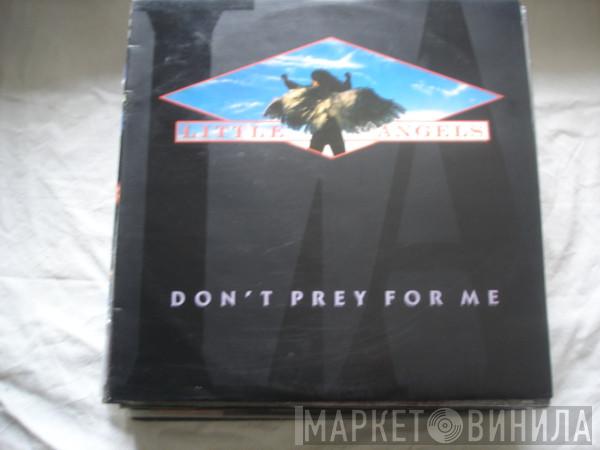 LITTLE ANGELS
DON'T PREY FOR ME
МАРКЕТ ВИНИЛА